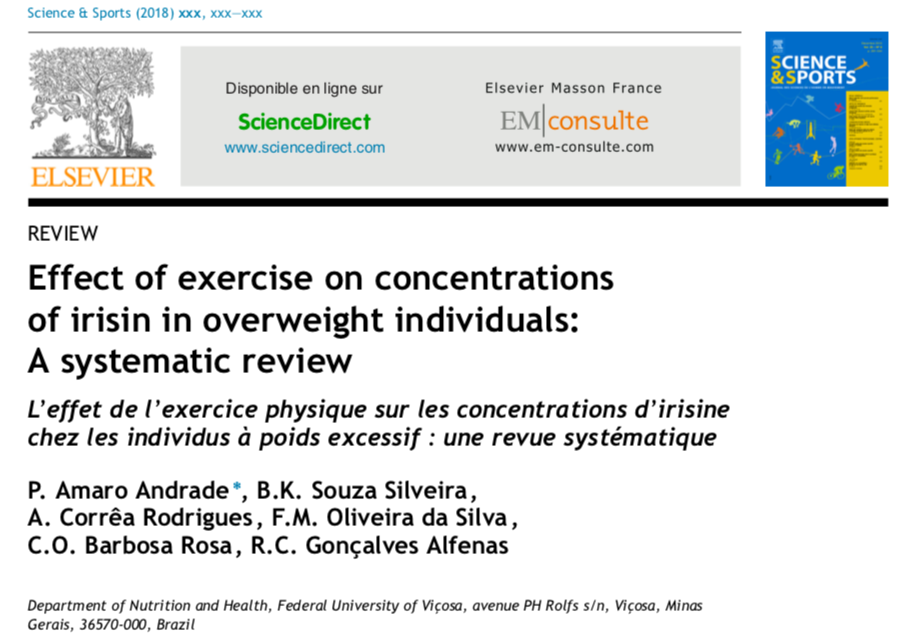 Science & Sports (2018) xxx, xxx—xxx
ELSEVIER
Disponible en ligne sur
ScienceDirect
www.sciencedirect.com
Elsevier Masson France
EM|consulte
www.em-consulte.com
SCIENCE
&SPORTS
REVIEW
Effect of exercise on concentrations
of irisin in overweight individuals:
A systematic review
L’effet de l’exercice physique sur les concentrations d’irisine
chez les individus à poids excessif : une revue systématique
P. Amaro Andrade*, B.K. Souza Silveira,
A. Corrêa Rodrigues, F.M. Oliveira da Silva,
C.O. Barbosa Rosa, R.C. Gonçalves Alfenas
Department of Nutrition and Health, Federal University of Viçosa, avenue PH Rolfs s/n, Viçosa, Minas
Gerais, 36570-000, Brazil